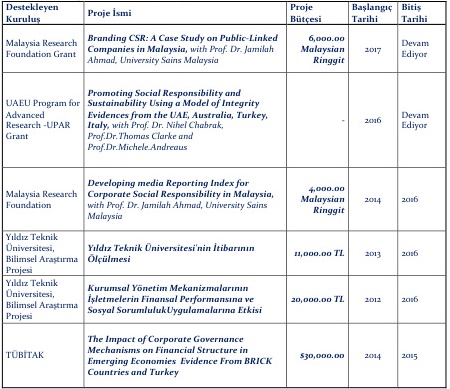 Destekleyen Kuruluş
Proje İsmi
Proje Bütçesi
Başlangıç Tarihi
Bitiş Tarihi
Malaysia Research
Foundation Grant
Branding CSR: A Case Study on Public-Linked
Companies in Malaysia, with Prof. Dr. Jamilah
Ahmad, University Sains Malaysia
6,000.00
Malaysian
Ringgit
2017
Devam
Ediyor
UAEU Program for
Advanced
Research -UPAR
Grant
Promoting Social Responsibility and
Sustainability Using a Model of Integrity
Evidences from the UAE, Australia, Turkey,
Italy, with Prof. Dr. Nihel Chabrak,
Prof.Dr.Thomas Clarke and
Prof.Dr.Michele.Andreaus
-
2016
Devam
Ediyor
Malaysia Research
Foundation
Developing media Reporting Index for
Corporate Social Responsibility in Malaysia,
with Prof. Dr. Jamilah Ahmad, University Sains
Malaysia
4,000.00
Malaysian
Ringgit
2014
2016
Yıldız Teknik
Üniversitesi,
Bilimsel Araştırma
Projesi
Yıldız Teknik Üniversitesi'nin İtibarının
Ölçülmesi
11,000.00 TL
2013
2016
Yıldız Teknik
Üniversitesi,
Bilimsel Araştırma
Projesi
Kurumsal Yönetim Mekanizmalarının
İşletmelerin Finansal Performansına ve
Sosyal SorumlulukUygulamalarına Etkisi
20,000.00 TL
2012
2016
TÜBİTAK
The Impact of Corporate Governance
Mechanisms on Financial Structure in
Emerging Economies  Evidence From BRICK
Countries and Turkey
$30,000.00
2014
2015